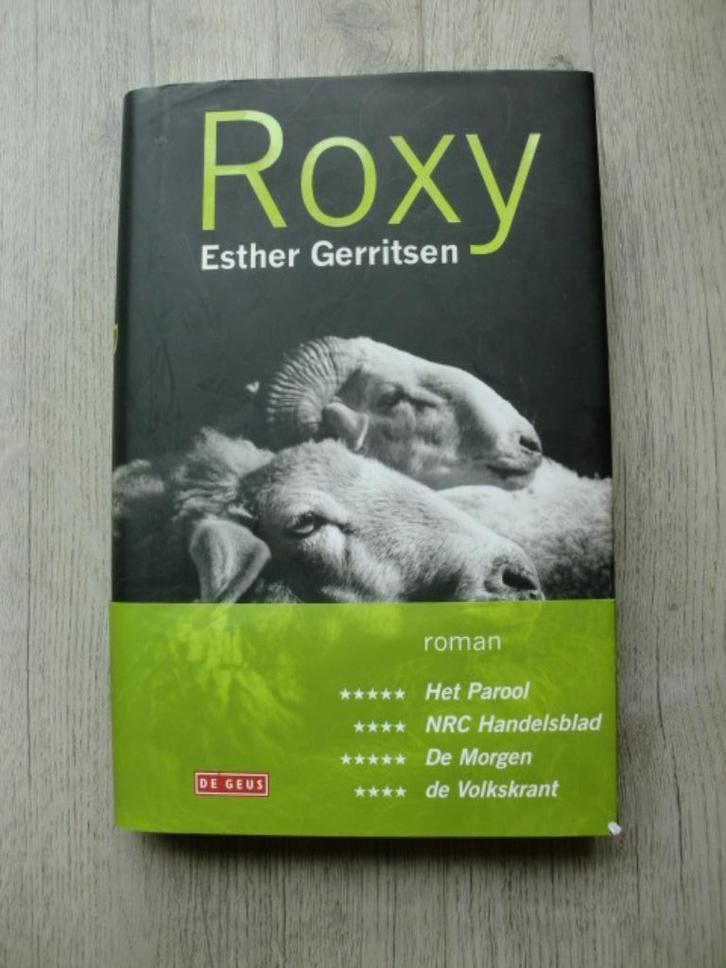 Roxy
Esther Gerritsen
roman
★★★★★ Het Parool
★★★★ NRC Handelsblad
★★★★★ De Morgen
★★★★ de Volkskrant
DE GEUS